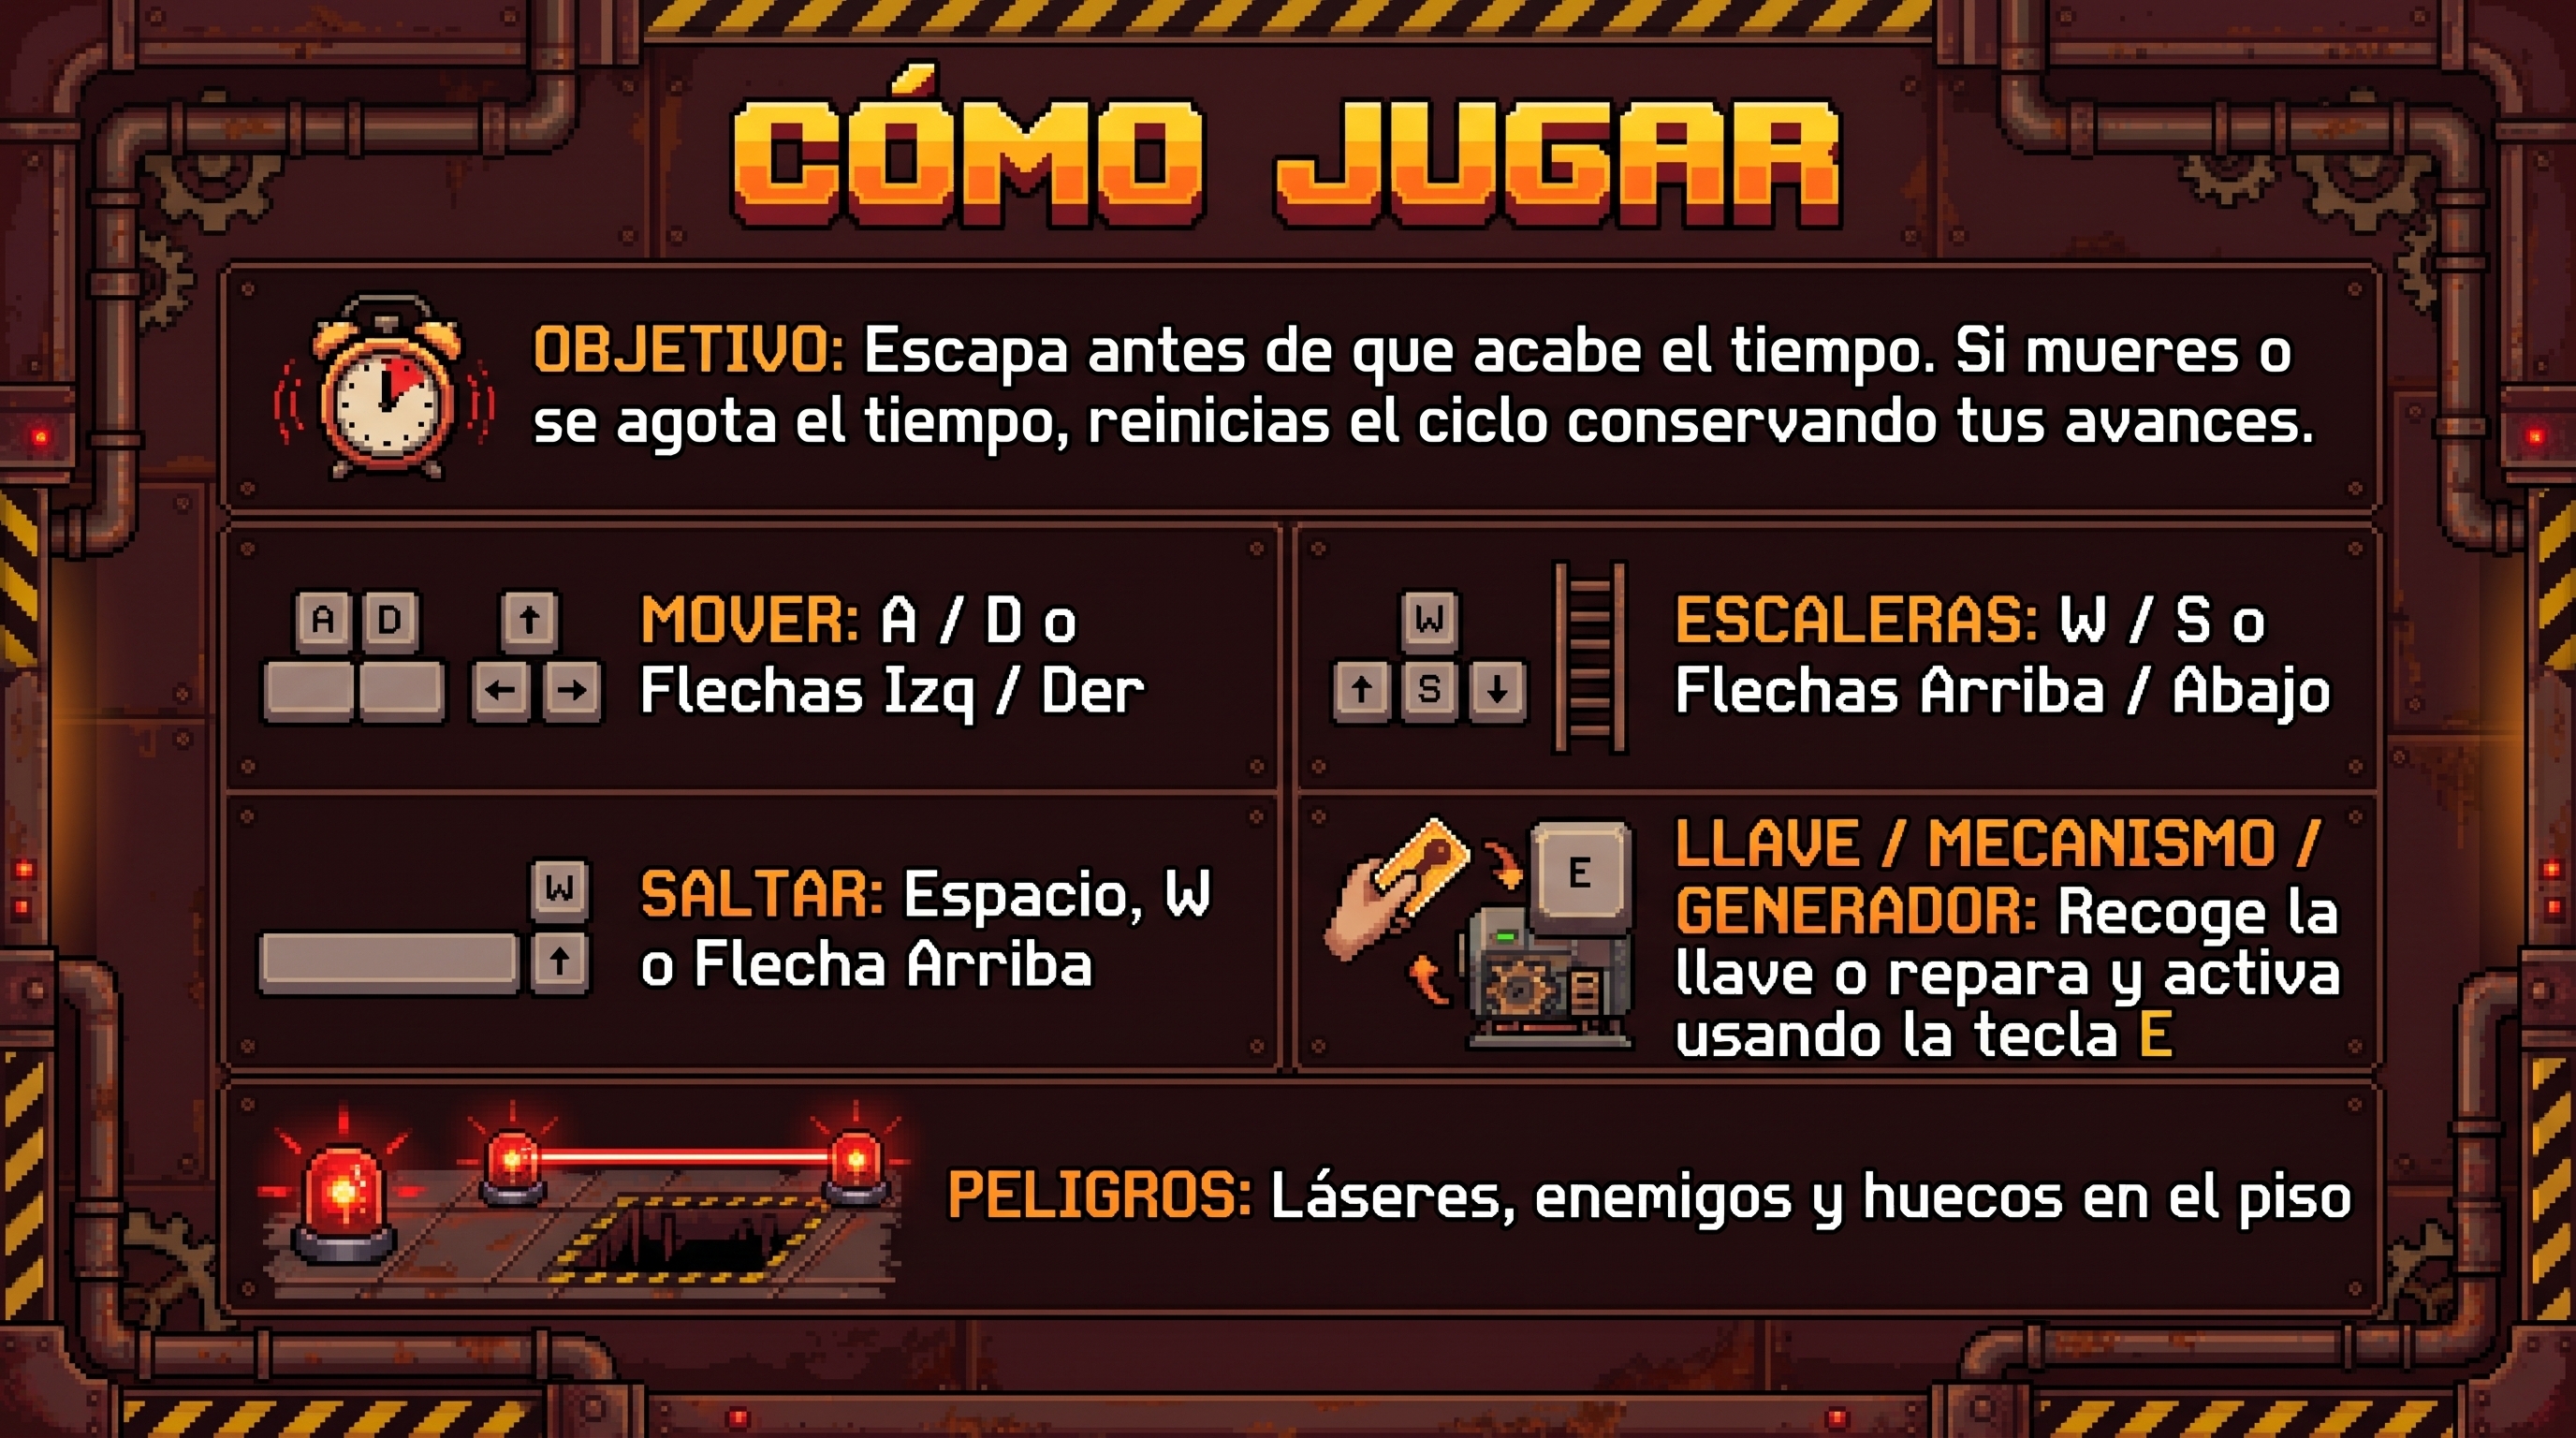 CÓMO JUGAR
OBJETIVO: Escapa antes de que acabe el tiempo. Si mueres o
se agota el tiempo, reinicias el ciclo conservando tus avances.
A D ↑
← →
MOVER: A / D o
Flechas Izq / Der
W
↑ S ↓
ESCALERAS: W / S o
Flechas Arriba / Abajo
W
↑
SALTAR: Espacio, W
o Flecha Arriba
E
LLAVE / MECANISMO /
GENERADOR: Recoge la
llave o repara y activa
usando la tecla E
PELIGROS: Láseres, enemigos y huecos en el piso